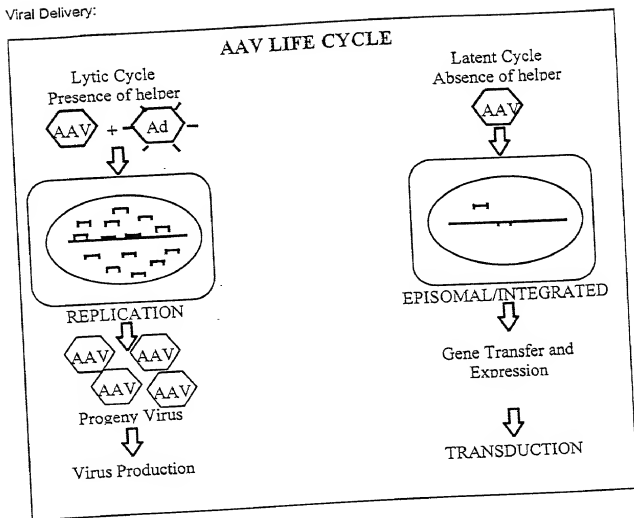 Viral Delivery:
AAV LIFE CYCLE
Lytic Cycle
Presence of helper
AAV + Ad
REPLICATION
AAV AAV
AAV AAV
Progeny Virus
Virus Production
Latent Cycle
Absence of helper
AAV
EPISOMAL/INTEGRATED
Gene Transfer and
Expression
TRANSDUCTION